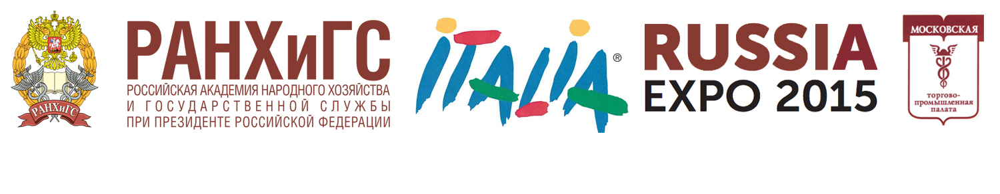 РАНХиГС
РАНХиГС
РОССИЙСКАЯ АКАДЕМИЯ НАРОДНОГО ХОЗЯЙСТВА
И ГОСУДАРСТВЕННОЙ СЛУЖБЫ
ПРИ ПРЕЗИДЕНТЕ РОССИЙСКОЙ ФЕДЕРАЦИИ
iTALiA®
RUSSIA
EXPO 2015
МОСКОВСКАЯ
торгово-
промышленная
палата